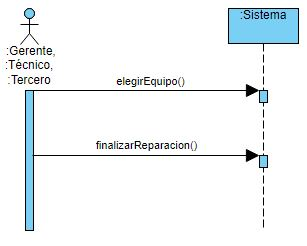 :Sistema
:Gerente,
:Técnico,
:Tercero
elegirEquipo()
finalizarReparacion()